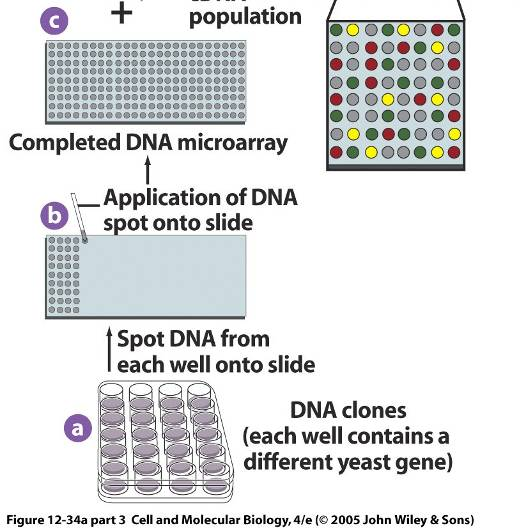 c
+
population
Completed DNA microarray
Application of DNA
b
spot onto slide
Spot DNA from
each well onto slide
a
DNA clones
(each well contains a
different yeast gene)
Figure 12-34a part 3 Cell and Molecular Biology, 4/e (© 2005 John Wiley & Sons)